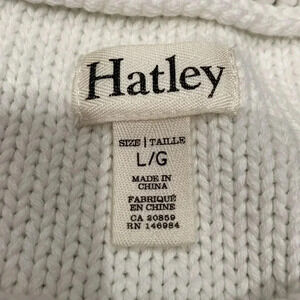 Hatley
SIZE | TAILLE
L/G
MADE IN
CHINA
FABRIQUÉ
EN CHINE
CA 20859
RN 146984